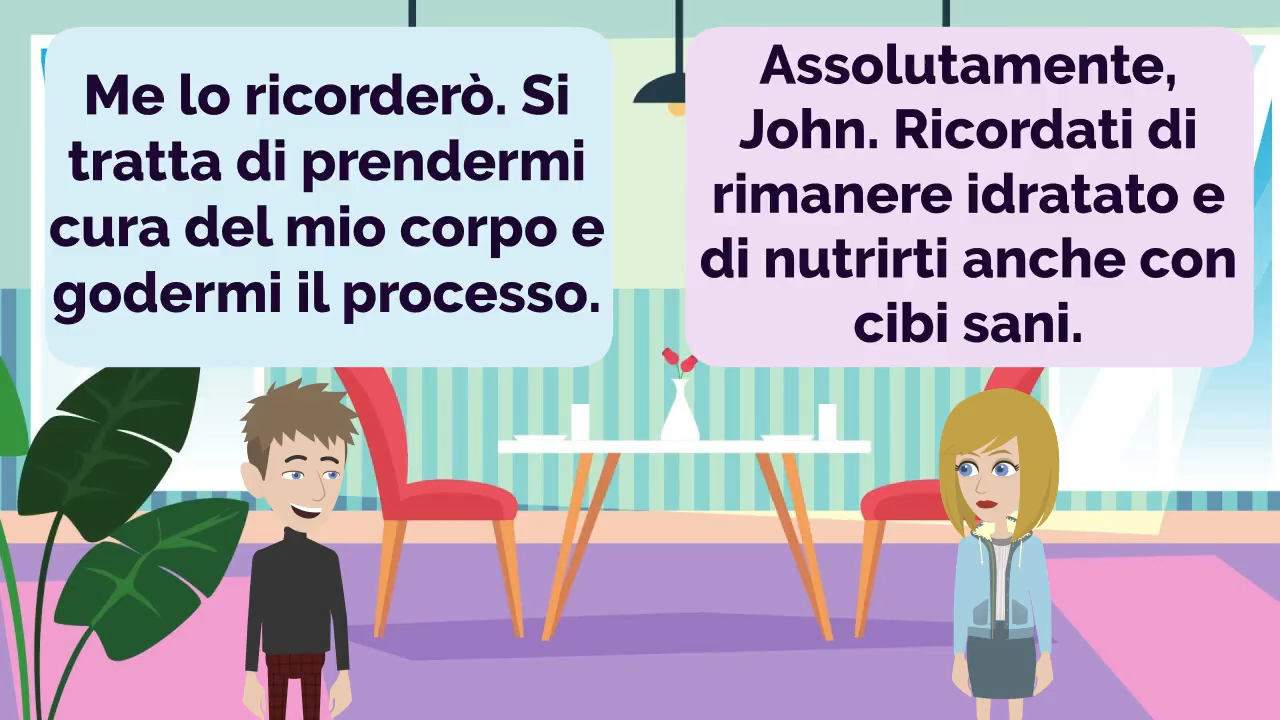 Me lo ricorderò. Si
tratta di prendermi
cura del mio corpo e
godermi il processo.
Assolutamente,
John. Ricordati di
rimanere idratato e
di nutrirti anche con
cibi sani.